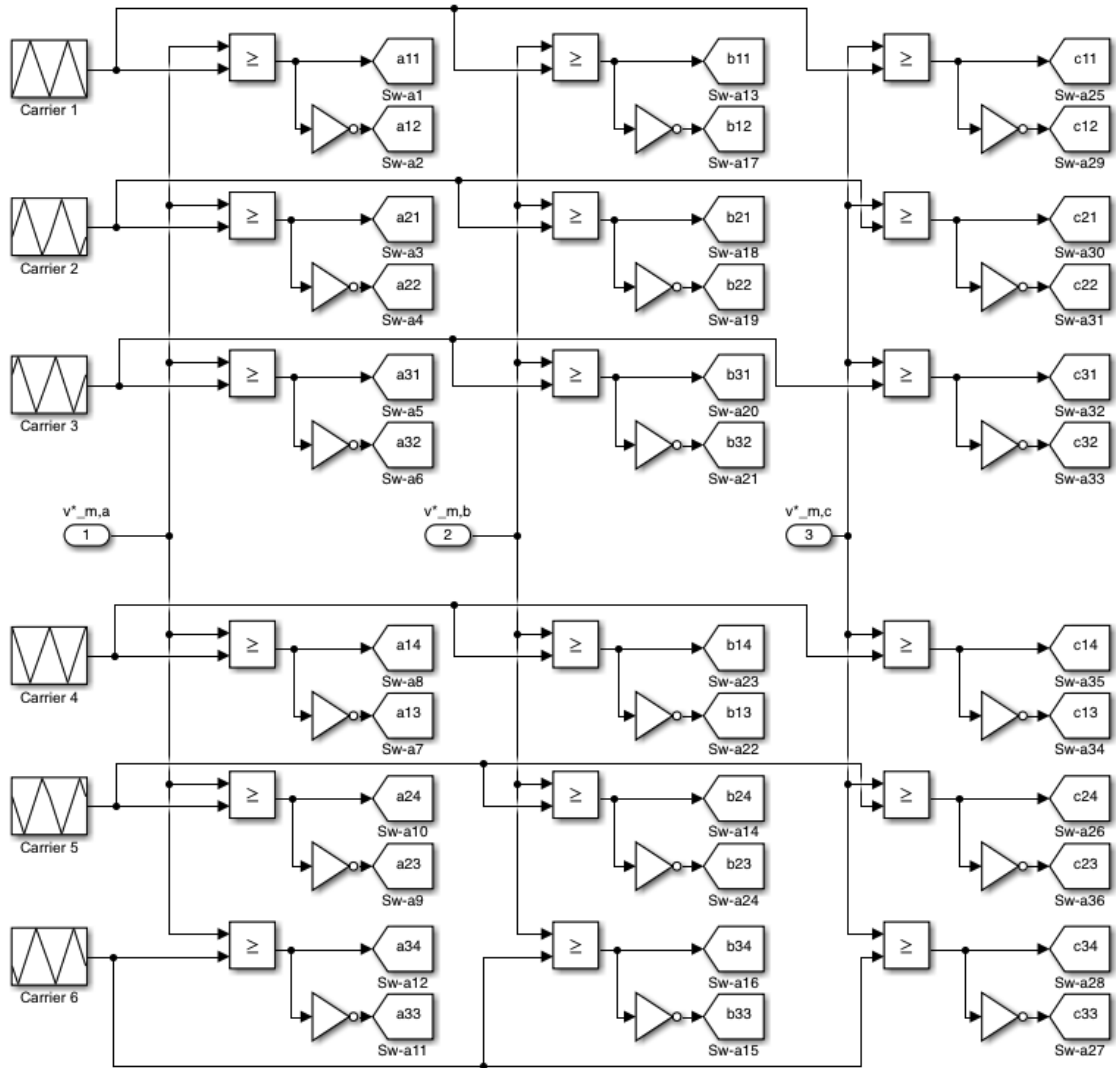 ≥ a11 ≥ b11 ≥ c11
Carrier 1 Sw-a1 Sw-a13 Sw-a25
a12 b12 c12
Sw-a2 Sw-a17 Sw-a29
≥ a21 ≥ b21 ≥ c21
Carrier 2 Sw-a3 Sw-a18 Sw-a30
a22 b22 c22
Sw-a4 Sw-a19 Sw-a31
≥ a31 ≥ b31 ≥ c31
Carrier 3 Sw-a5 Sw-a20 Sw-a32
a32 b32 c32
Sw-a6 Sw-a21 Sw-a33
v*_m,a v*_m,b v*_m,c
1 2 3
≥ a14 ≥ b14 ≥ c14
Carrier 4 Sw-a8 Sw-a23 Sw-a35
a13 b13 c13
Sw-a7 Sw-a22 Sw-a34
≥ a24 ≥ b24 ≥ c24
Carrier 5 Sw-a10 Sw-a14 Sw-a26
a23 b23 c23
Sw-a9 Sw-a24 Sw-a36
≥ a34 ≥ b34 ≥ c34
Carrier 6 Sw-a12 Sw-a16 Sw-a28
a33 b33 c33
Sw-a11 Sw-a15 Sw-a27